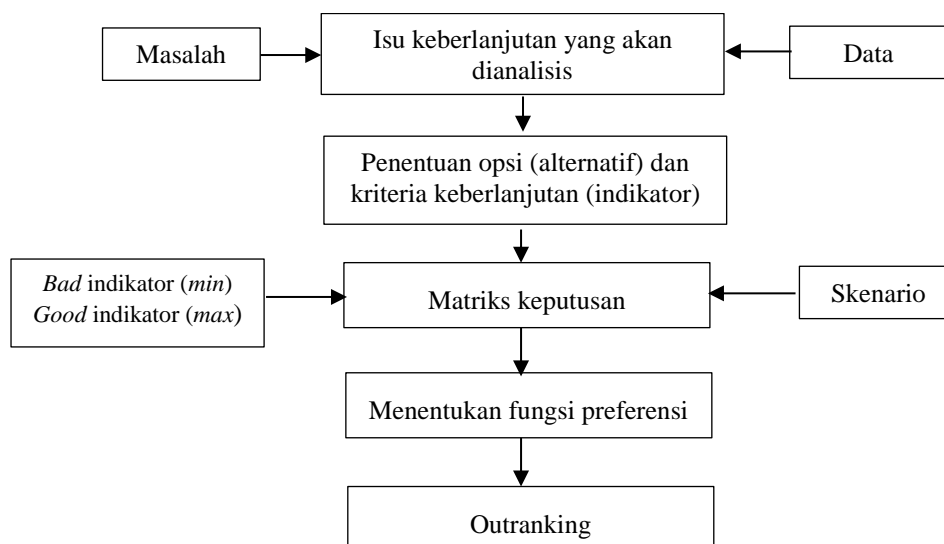 Masalah
Isu keberlanjutan yang akan
dianalisis
Data
Penentuan opsi (alternatif) dan
kriteria keberlanjutan (indikator)
Bad indikator (min)
Good indikator (max)
Matriks keputusan
Skenario
Menentukan fungsi preferensi
Outranking